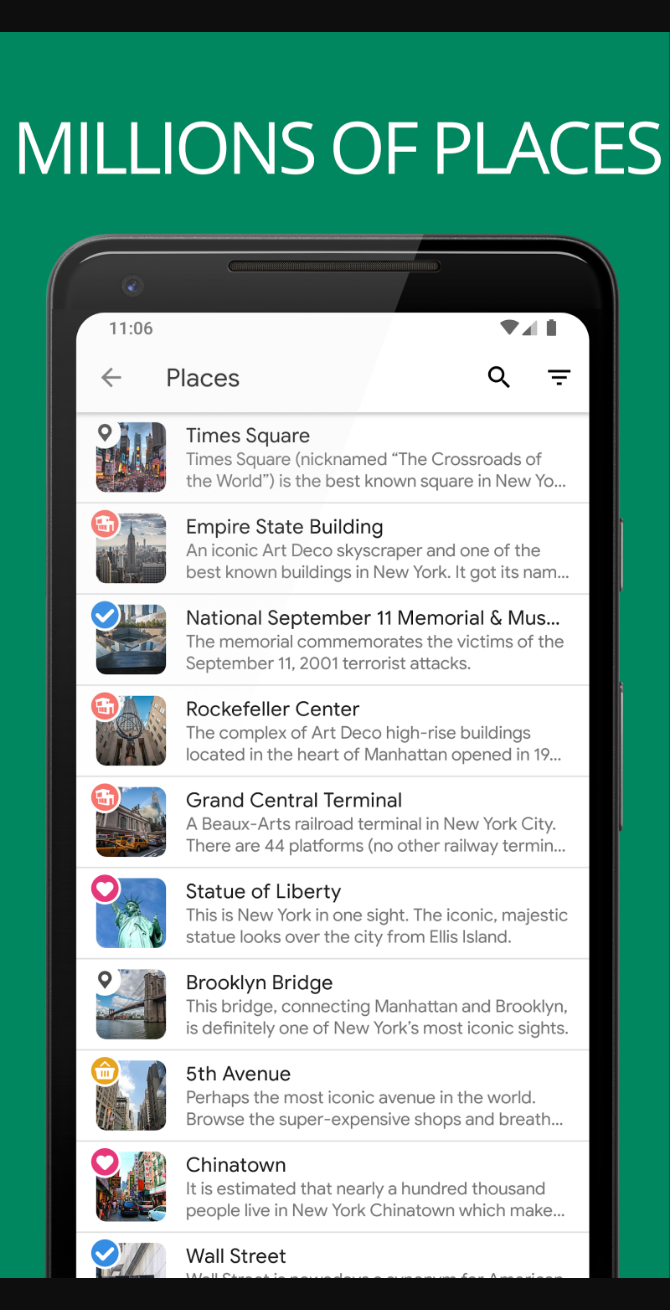 MILLIONS OF PLACES
11:06
Places
Times Square
Times Square (nicknamed “The Crossroads of
the World”) is the best known square in New Yo...
Empire State Building
An iconic Art Deco skyscraper and one of the
best known buildings in New York. It got its nam...
National September 11 Memorial & Mus...
The memorial commemorates the victims of the
September 11, 2001 terrorist attacks.
Rockefeller Center
The complex of Art Deco high-rise buildings
located in the heart of Manhattan opened in 19...
Grand Central Terminal
A Beaux-Arts railroad terminal in New York City.
There are 44 platforms (no other railway termin...
Statue of Liberty
This is New York in one sight. The iconic, majestic
statue looks over the city from Ellis Island.
Brooklyn Bridge
This bridge, connecting Manhattan and Brooklyn,
is definitely one of New York’s most iconic sights.
5th Avenue
Perhaps the most iconic avenue in the world.
Browse the super-expensive shops and breath...
Chinatown
It is estimated that nearly a hundred thousand
people live in New York Chinatown which make...
Wall Street
Wall Street is nowadays a synonym for American